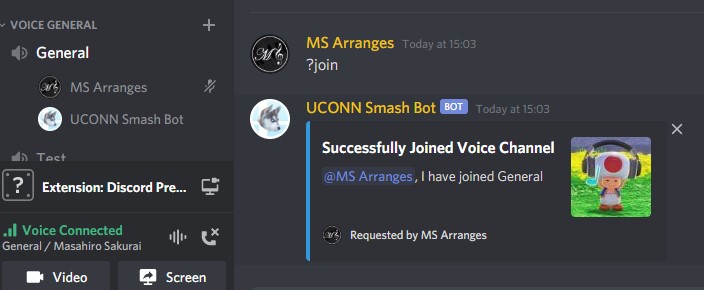 VOICE GENERAL
General
MS Arranges
UCONN Smash Bot
Test
? Extension: Discord Pre...
Voice Connected
General / Masahiro Sakurai
Video
Screen
MS Arranges Today at 15:03
?join
UCONN Smash Bot BOT Today at 15:03
Successfully Joined Voice Channel
@MS Arranges, I have joined General
Requested by MS Arranges